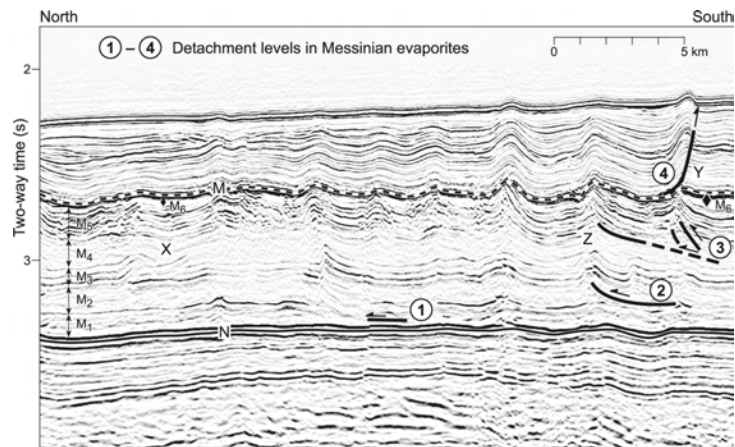 North South
①–④ Detachment levels in Messinian evaporites
0 5 km
2
Two-way time (s)
3
M
M₆
M₅
M₄
M₃
M₂
M₁
X
N
Z
Y
M₆
④
③
②
①